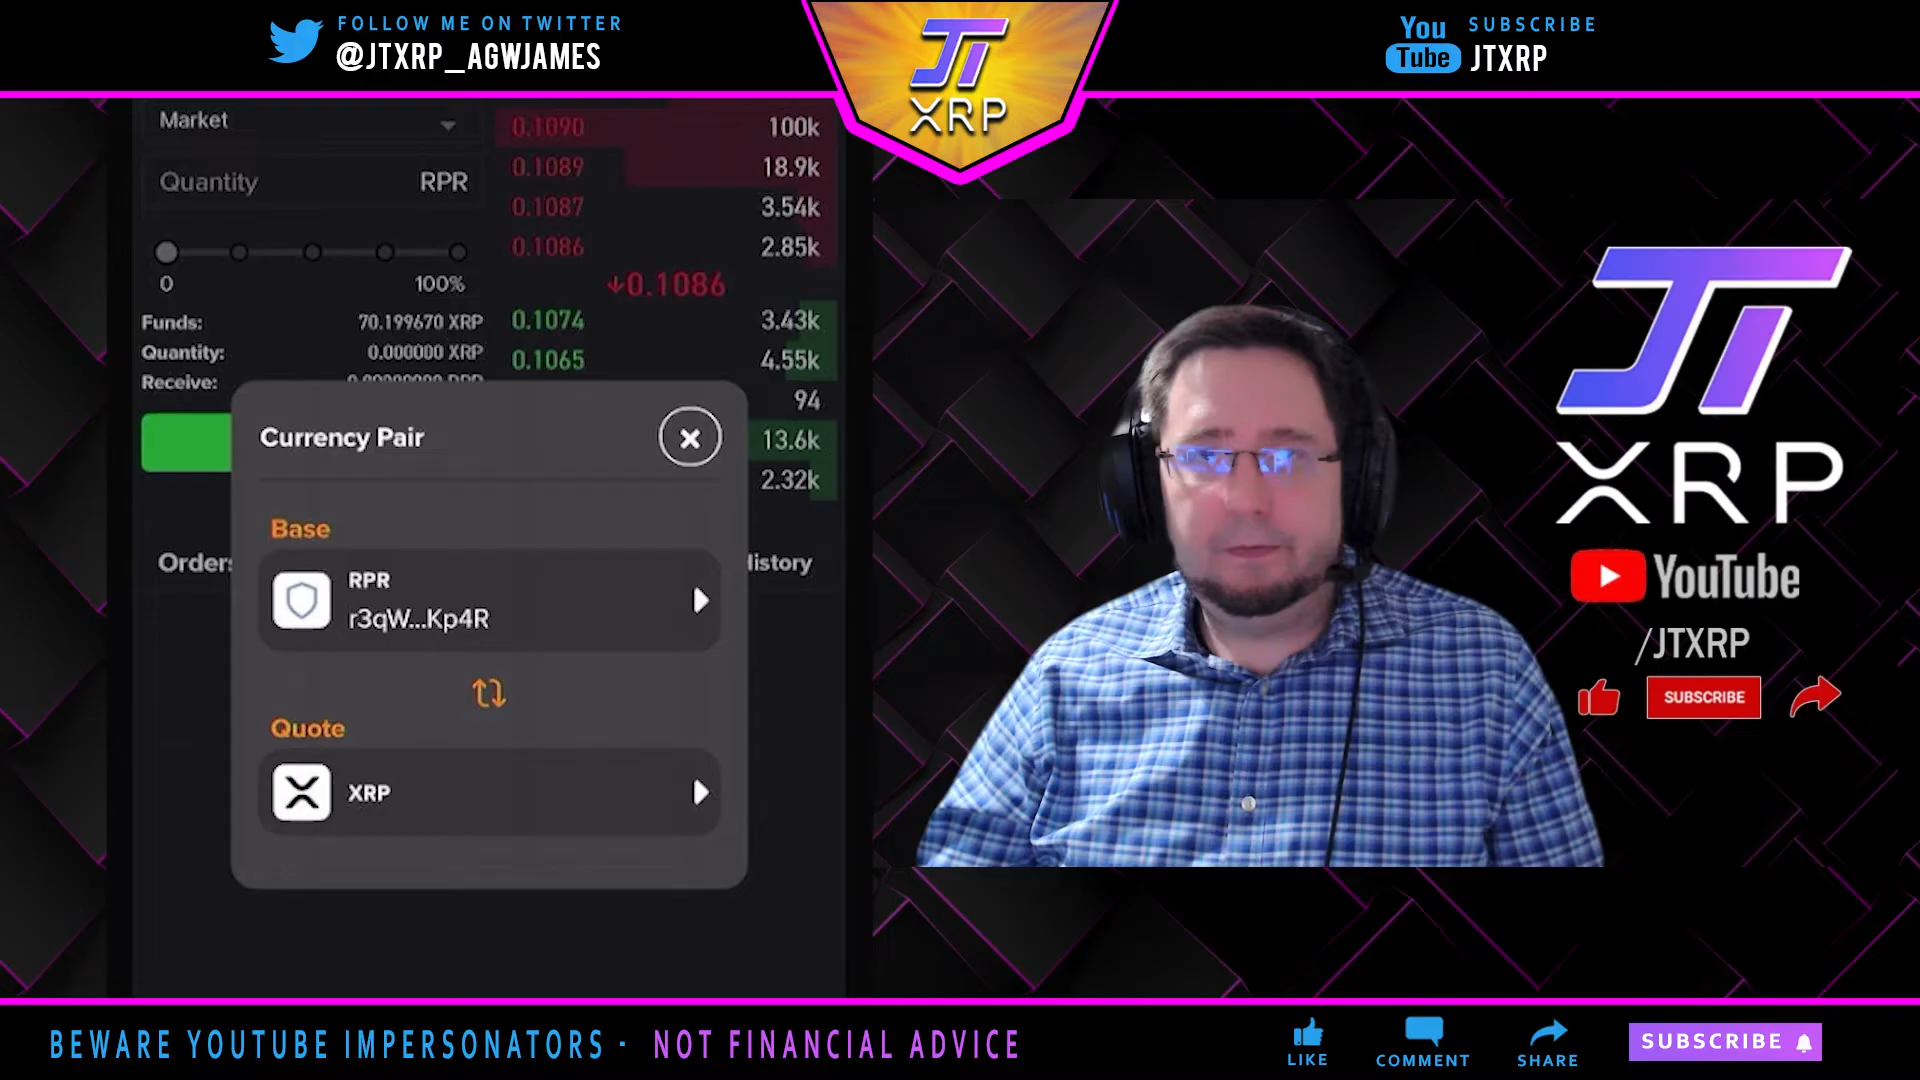 FOLLOW ME ON TWITTER
@JTXRP_AGWJAMES
JT
XRP
You
Tube
SUBSCRIBE
JTXRP
Market
Quantity RPR
0 100%
Funds: 70.199670 XRP
Quantity: 0.000000 XRP
Receive:
0.1090 100k
0.1089 18.9k
0.1087 3.54k
0.1086 2.85k
↓0.1086
0.1074 3.43k
0.1065 4.55k
94
13.6k
2.32k
Currency Pair
Base
RPR
r3qW...Kp4R
Quote
XRP
JT
XRP
YouTube
/JTXRP
SUBSCRIBE
BEWARE YOUTUBE IMPERSONATORS - NOT FINANCIAL ADVICE
LIKE
COMMENT
SHARE
SUBSCRIBE